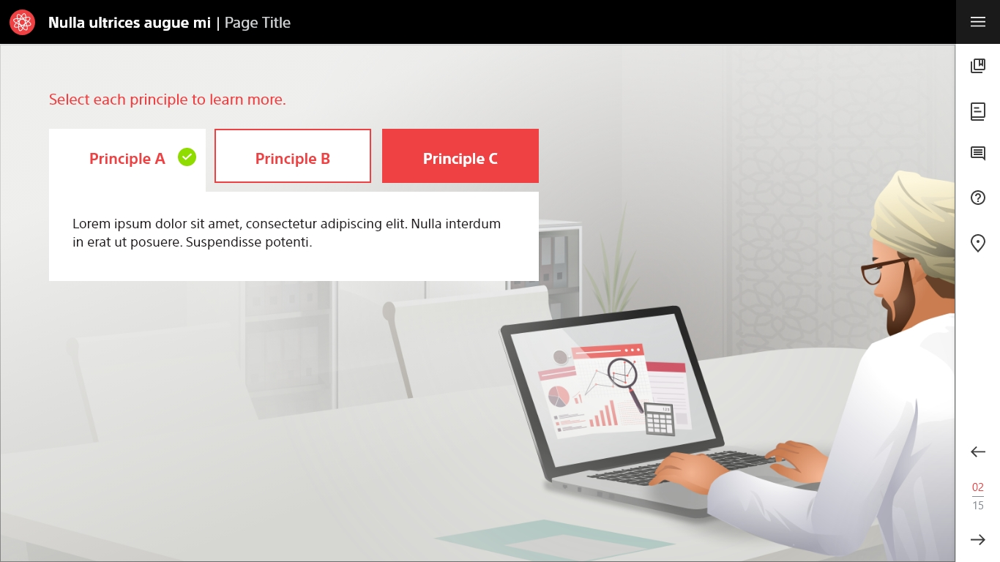 Nulla ultrices augue mi | Page Title
Select each principle to learn more.
Principle A
Principle B
Principle C
Lorem ipsum dolor sit amet, consectetur adipiscing elit. Nulla interdum
in erat ut posuere. Suspendisse potenti.
123
02
15